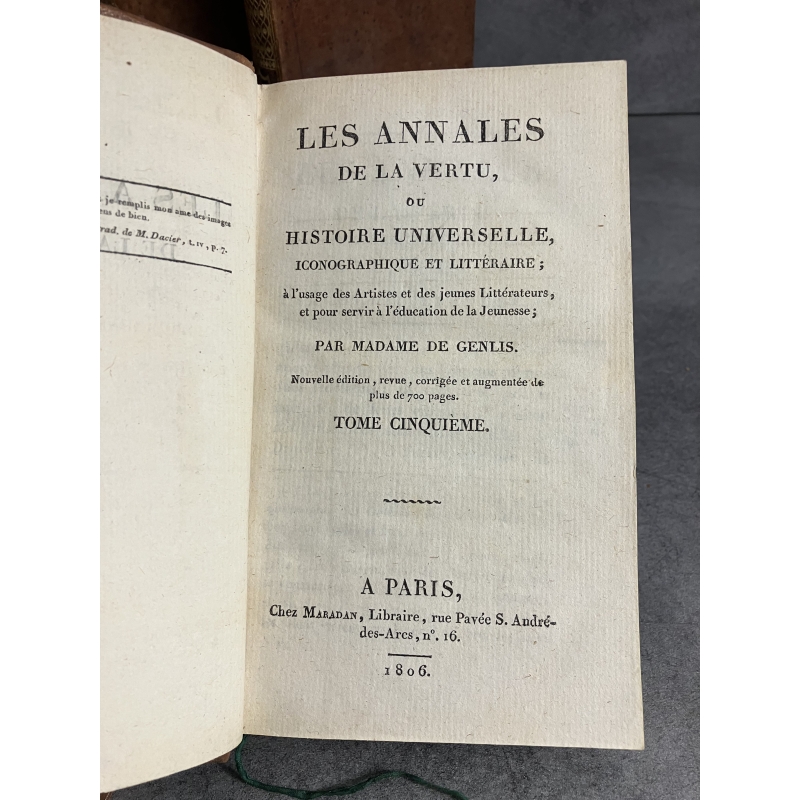 je remplis mon ame des images
ens de bien.
rad. de M. Dacier, t. IV, p. 7.
LES ANNALES
DE LA VERTU,
OU
HISTOIRE UNIVERSELLE,
ICONOGRAPHIQUE ET LITTÉRAIRE;
à l'usage des Artistes et des jeunes Littérateurs,
et pour servir à l'éducation de la Jeunesse;
PAR MADAME DE GENLIS.
Nouvelle édition, revue, corrigée et augmentée de
plus de 700 pages.
TOME CINQUIÈME.
A PARIS,
Chez MARADAN, Libraire, rue Pavée S. André-
des-Arcs, n°. 16.
1806.